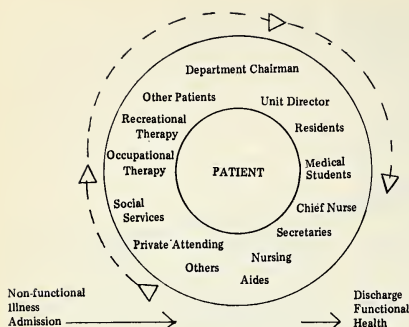 Department Chairman
Other Patients
Unit Director
Recreational
Therapy
Residents
Occupational
Therapy
PATIENT
Medical
Students
Social
Services
Chief Nurse
Secretaries
Private Attending
Nursing
Others
Aides
Non-functional
Illness
Admission
Discharge
Functional
Health